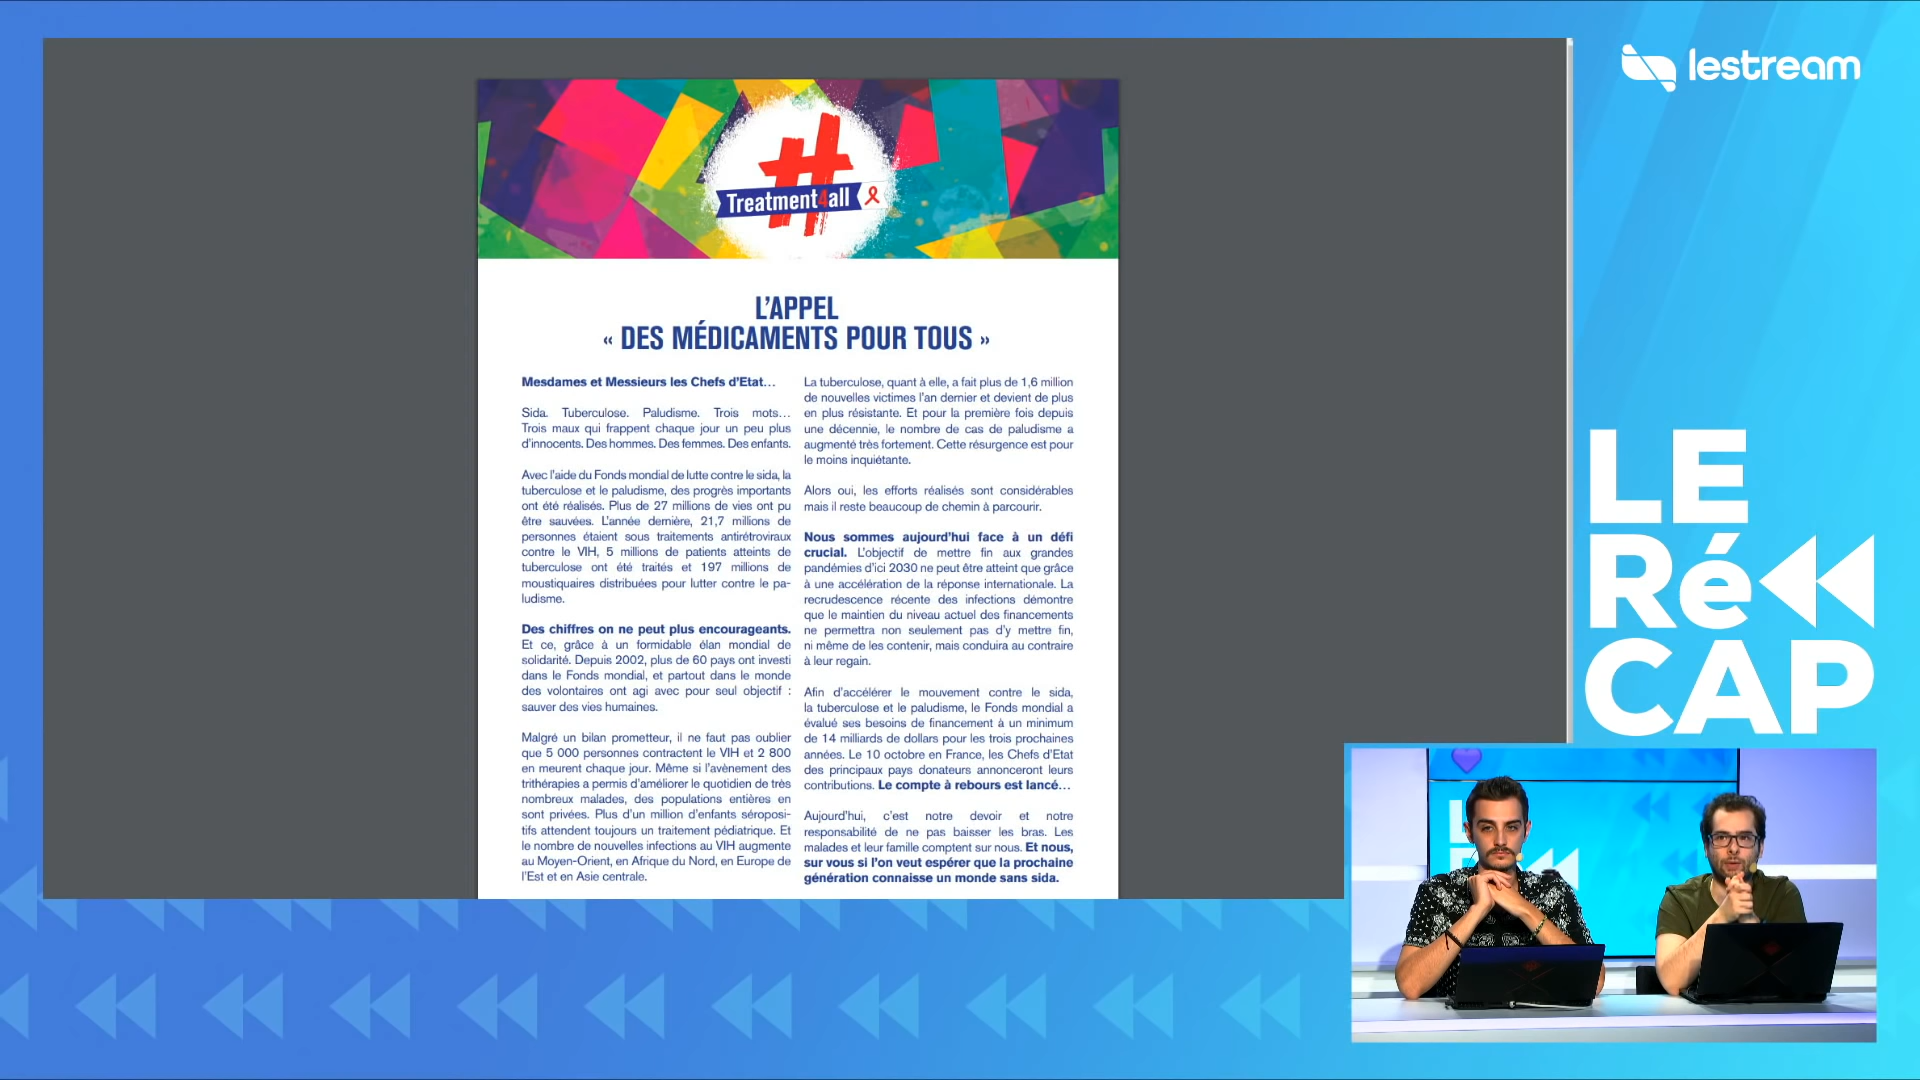 lestream
#
Treatment4all
L'APPEL
« DES MÉDICAMENTS POUR TOUS »
Mesdames et Messieurs les Chefs d'Etat…
Sida. Tuberculose. Paludisme. Trois mots…
Trois maux qui frappent chaque jour un peu plus
d'innocents. Des hommes. Des femmes. Des enfants.
Avec l'aide du Fonds mondial de lutte contre le sida, la
tuberculose et le paludisme, des progrès importants
ont été réalisés. Plus de 27 millions de vies ont pu
être sauvées. L'année dernière, 21,7 millions de
personnes étaient sous traitements antirétroviraux
contre le VIH, 5 millions de patients atteints de
tuberculose ont été traités et 197 millions de
moustiquaires distribuées pour lutter contre le pa-
ludisme.
Des chiffres on ne peut plus encourageants.
Et ce, grâce à un formidable élan mondial de
solidarité. Depuis 2002, plus de 60 pays ont investi
dans le Fonds mondial, et partout dans le monde
des volontaires ont agi avec pour seul objectif :
sauver des vies humaines.
Malgré un bilan prometteur, il ne faut pas oublier
que 5 000 personnes contractent le VIH et 2 800
en meurent chaque jour. Même si l'avènement des
trithérapies a permis d'améliorer le quotidien de très
nombreux malades, des populations entières en
sont privées. Plus d'un million d'enfants séroposi-
tifs attendent toujours un traitement pédiatrique. Et
le nombre de nouvelles infections au VIH augmente
au Moyen-Orient, en Afrique du Nord, en Europe de
l'Est et en Asie centrale.
La tuberculose, quant à elle, a fait plus de 1,6 million
de nouvelles victimes l'an dernier et devient de plus
en plus résistante. Et pour la première fois depuis
une décennie, le nombre de cas de paludisme a
augmenté très fortement. Cette résurgence est pour
le moins inquiétante.
Alors oui, les efforts réalisés sont considérables
mais il reste beaucoup de chemin à parcourir.
Nous sommes aujourd'hui face à un défi
crucial. L'objectif de mettre fin aux grandes
pandémies d'ici 2030 ne peut être atteint que grâce
à une accélération de la réponse internationale. La
recrudescence récente des infections démontre
que le maintien du niveau actuel des financements
ne permettra non seulement pas d'y mettre fin,
ni même de les contenir, mais conduira au contraire
à leur regain.
Afin d'accélérer le mouvement contre le sida,
la tuberculose et le paludisme, le Fonds mondial a
évalué ses besoins de financement à un minimum
de 14 milliards de dollars pour les trois prochaines
années. Le 10 octobre en France, les Chefs d'Etat
des principaux pays donateurs annonceront leurs
contributions. Le compte à rebours est lancé…
Aujourd'hui, c'est notre devoir et notre
responsabilité de ne pas baisser les bras. Les
malades et leur famille comptent sur nous. Et nous,
sur vous si l'on veut espérer que la prochaine
génération connaisse un monde sans sida.
LE
Ré
CAP